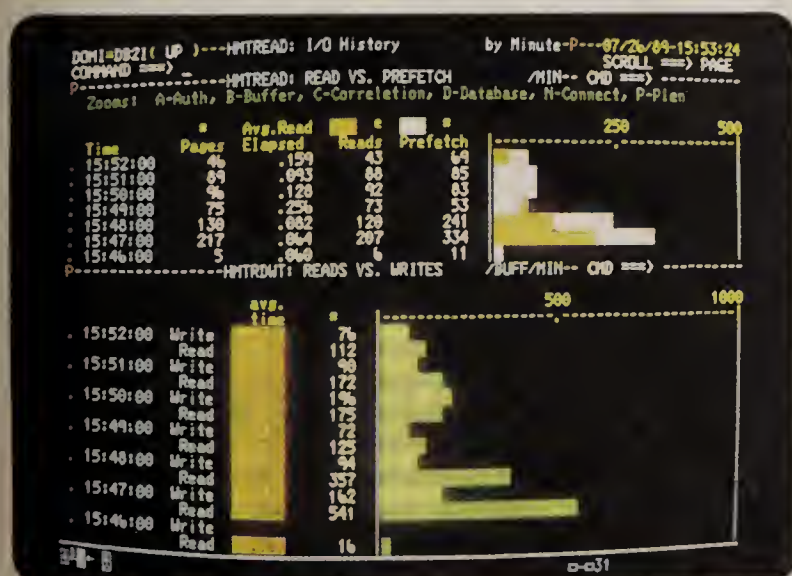 DOMI=DB2I( UP )---HMTREAD: I/O History by Minute-P---07/26/89-15:53:24
COMMAND ===> _ SCROLL ===> PAGE
P--------------------HMTREAD: READ VS. PREFETCH /MIN-- CMD ===> ----------
Zooms: A-Auth, B-Buffer, C-Correletion, D-Database, N-Connect, P-Plen
# Avg.Read # # 250 500
Time Pages Elapsed Reads Prefetch
. 15:52:00 46 .159 43 69
. 15:51:00 89 .093 88 85
. 15:50:00 96 .128 92 83
. 15:49:00 75 .256 73 53
. 15:48:00 130 .082 120 241
. 15:47:00 217 .064 207 334
. 15:46:00 5 .060 6 11
P--------------------HMTRDWT: READS VS. WRITES /BUFF/MIN-- CMD ===> ----------
avg. 500 1000
time #
. 15:52:00 Write 76
Read 112
. 15:51:00 Write 90
Read 172
. 15:50:00 Write 196
Read 175
. 15:49:00 Write 72
Read 125
. 15:48:00 Write 94
Read 357
. 15:47:00 Write 162
Read 541
. 15:46:00 Write
Read 16